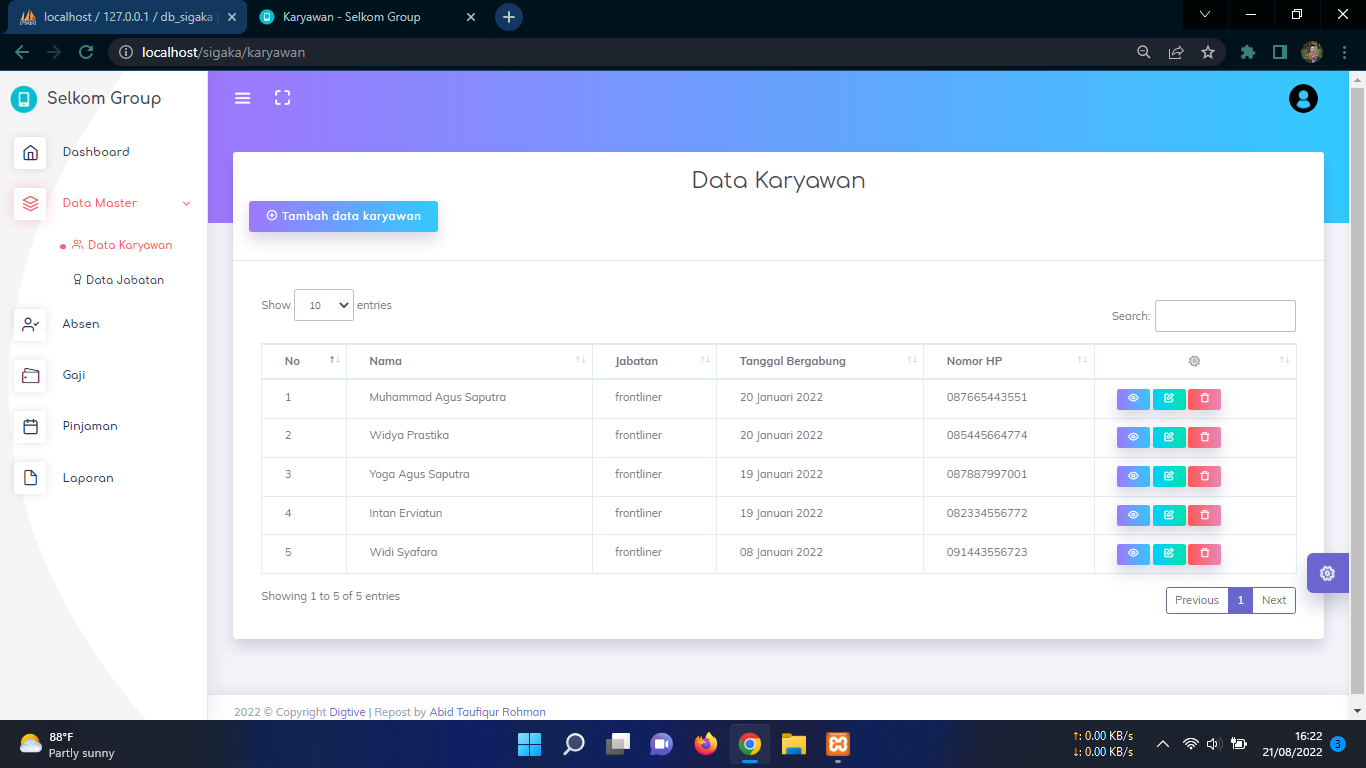 localhost / 127.0.0.1 / db_sigaka
Karyawan - Selkom Group
localhost/sigaka/karyawan
Selkom Group
Dashboard
Data Master
Data Karyawan
Data Jabatan
Absen
Gaji
Pinjaman
Laporan
Data Karyawan
Tambah data karyawan
Show 10 entries
Search:
No Nama Jabatan Tanggal Bergabung Nomor HP
1 Muhammad Agus Saputra frontliner 20 Januari 2022 087665443551
2 Widya Prastika frontliner 20 Januari 2022 085445664774
3 Yoga Agus Saputra frontliner 19 Januari 2022 087887997001
4 Intan Erviatun frontliner 19 Januari 2022 082334556772
5 Widi Syafara frontliner 08 Januari 2022 091443556723
Showing 1 to 5 of 5 entries
Previous 1 Next
2022 © Copyright Digtive | Repost by Abid Taufiqur Rohman
88°F
Partly sunny
↑: 0.00 KB/s
↓: 0.00 KB/s
16:22
21/08/2022
3